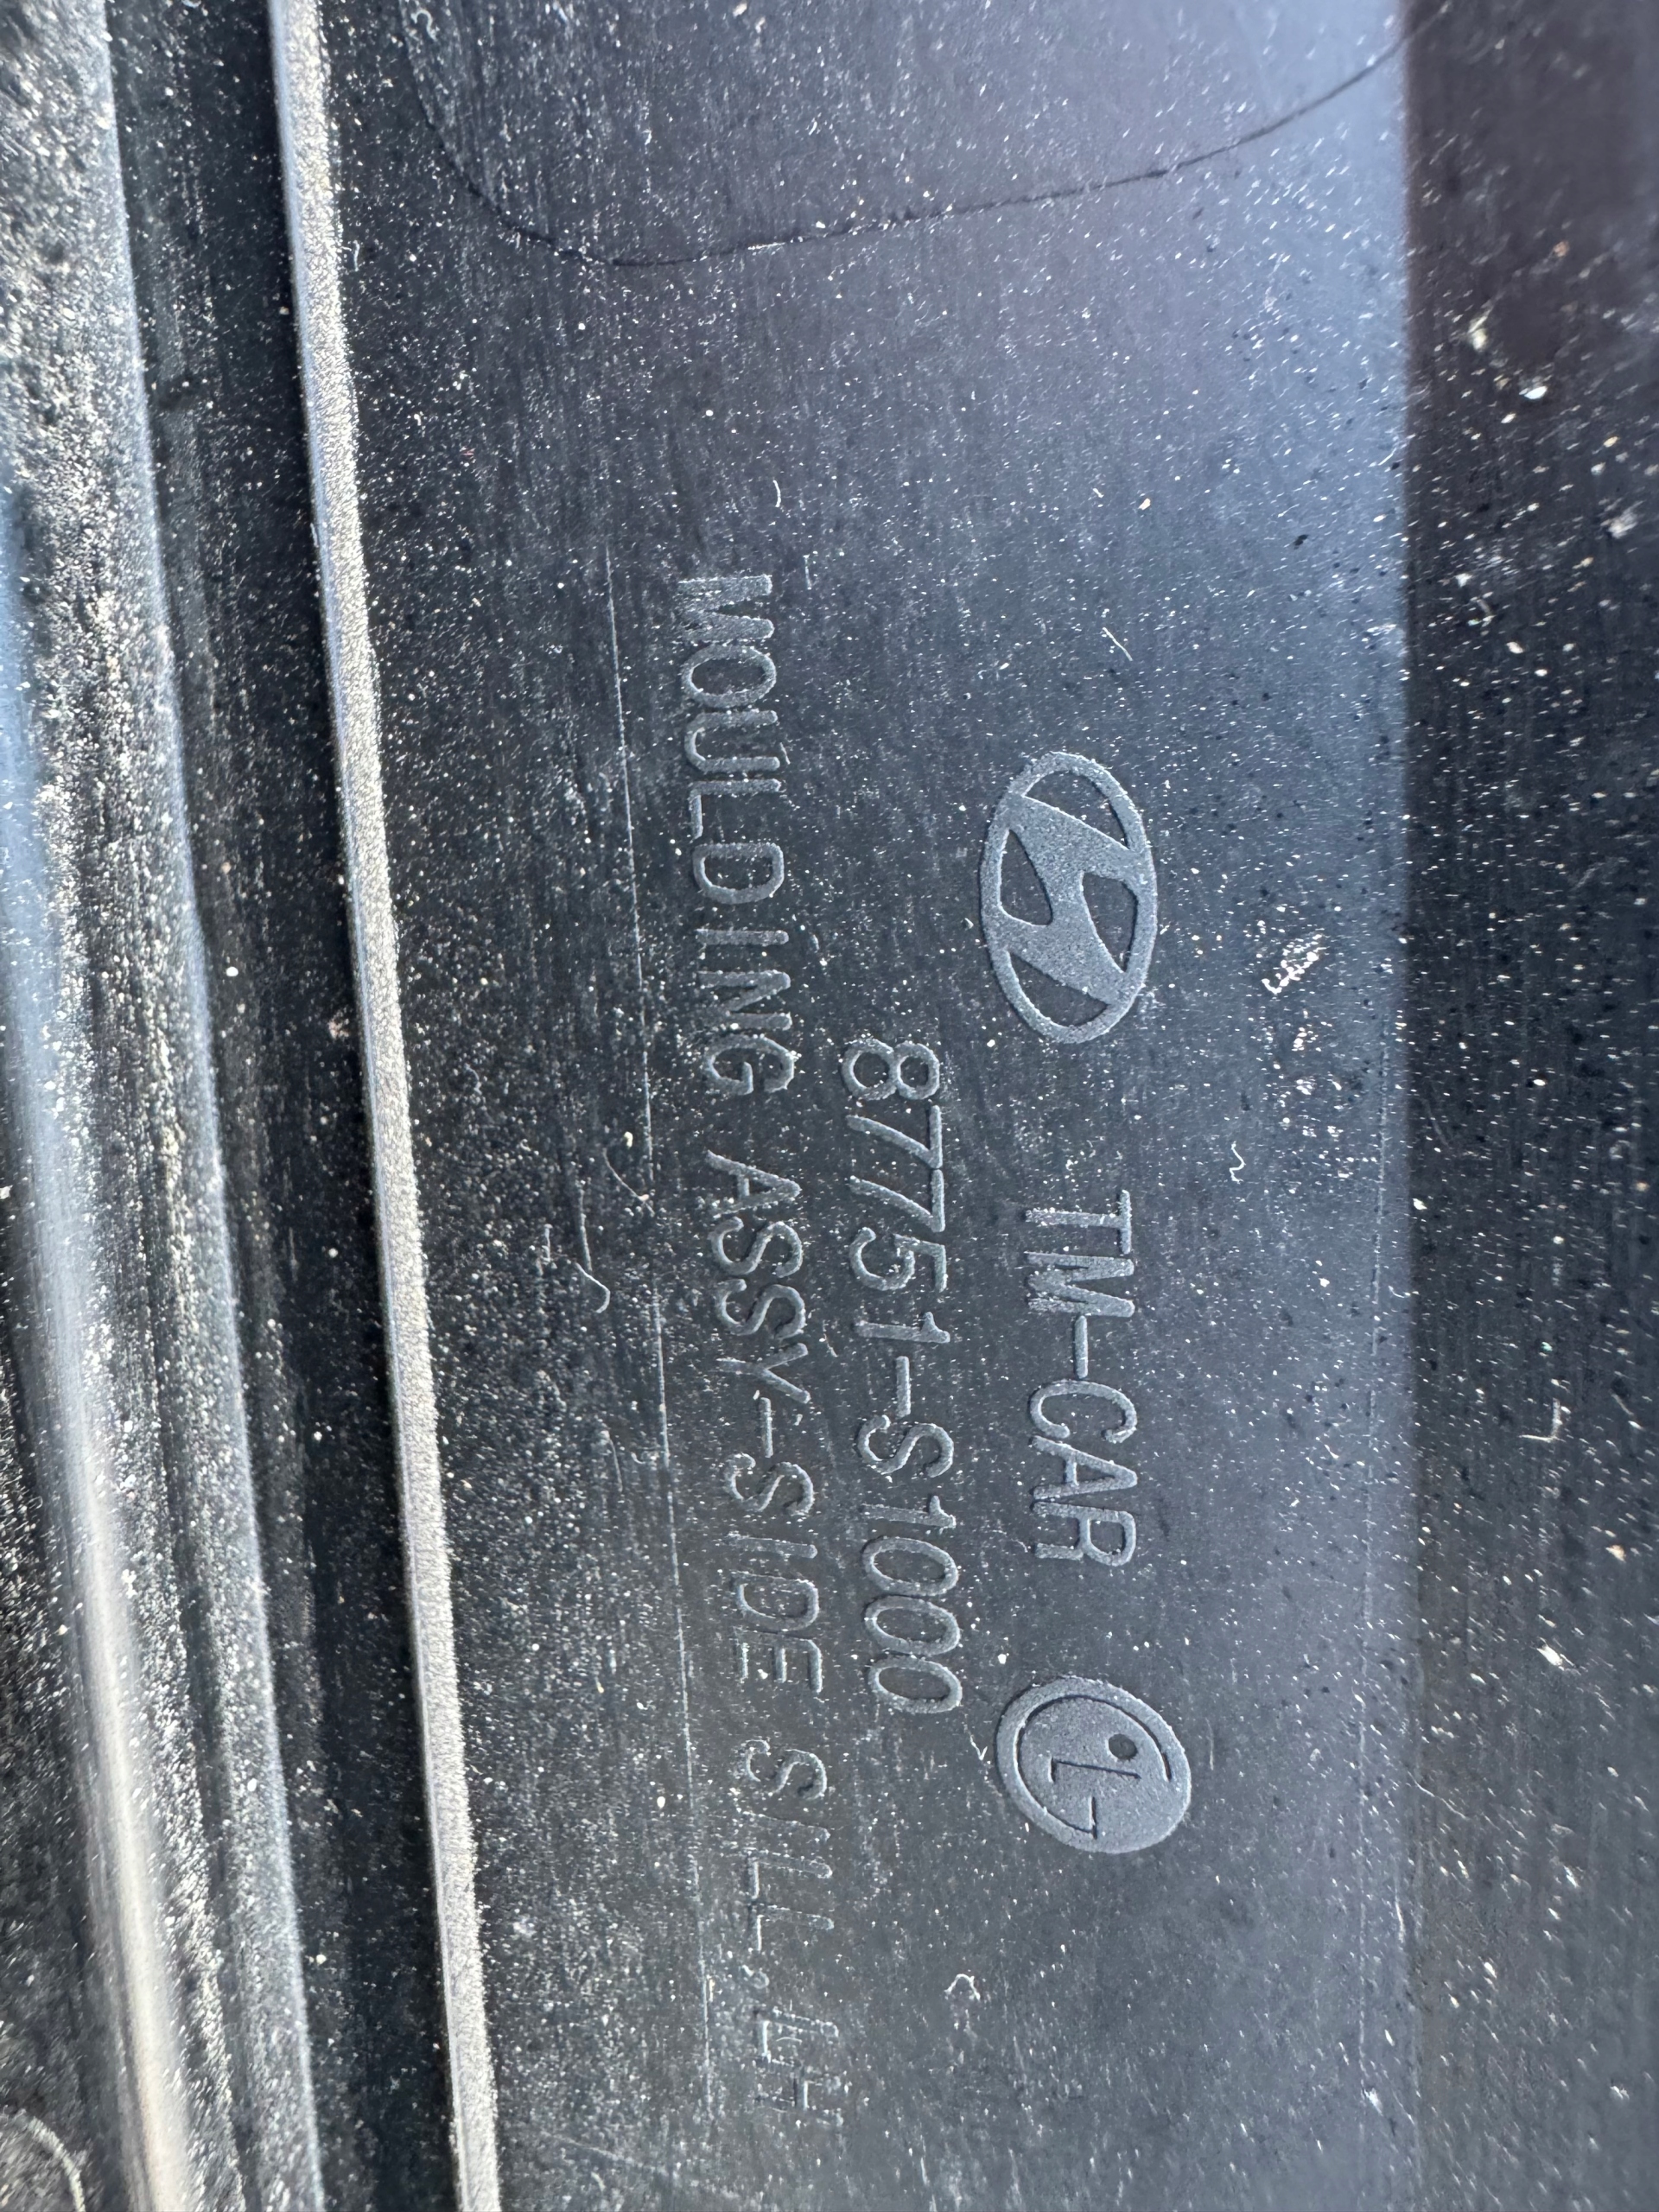 TM-CAR
87751-S1000
MOULDING ASSY-SIDE SILL,LH